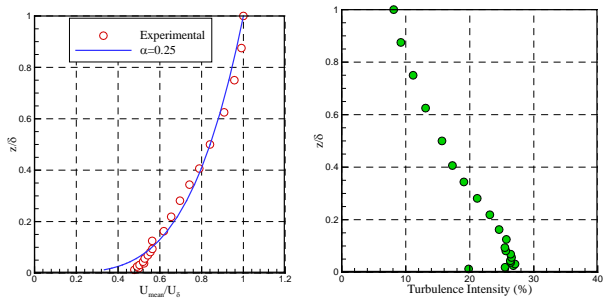 Experimental
α=0.25
z/δ
1
0.8
0.6
0.4
0.2
0
0 0.2 0.4 0.6 0.8 1 1.2
U_mean/U_δ
z/δ
1
0.8
0.6
0.4
0.2
0
0 10 20 30 40
Turbulence Intensity (%)